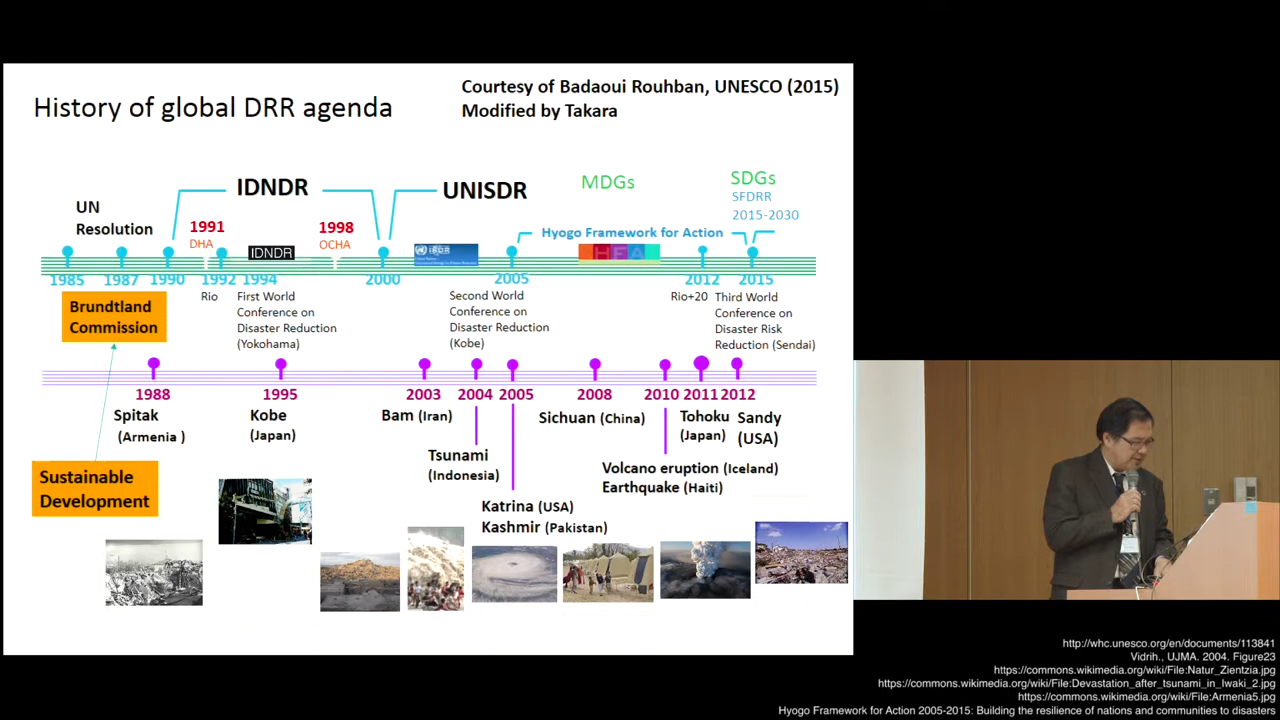 Courtesy of Badaoui Rouhban, UNESCO (2015)
Modified by Takara
History of global DRR agenda
IDNDR
UNISDR
MDGs
SDGs
SFDRR
2015-2030
UN
Resolution
1991
DHA
1998
OCHA
Hyogo Framework for Action
IDNDR
ISDR
HFA
1985
1987
1990
1992
1994
2000
2005
2012
2015
Brundtland
Commission
Rio
First World
Conference on
Disaster Reduction
(Yokohama)
Second World
Conference on
Disaster Reduction
(Kobe)
Rio+20
Third World
Conference on
Disaster Risk
Reduction (Sendai)
1988
1995
2003
2004
2005
2008
2010
2011
2012
Spitak
(Armenia )
Kobe
(Japan)
Bam (Iran)
Tsunami
(Indonesia)
Katrina (USA)
Kashmir (Pakistan)
Sichuan (China)
Volcano eruption (Iceland)
Earthquake (Haiti)
Tohoku
(Japan)
Sandy
(USA)
Sustainable
Development
http://whc.unesco.org/en/documents/113841
Vidrih., UJMA. 2004. Figure23
https://commons.wikimedia.org/wiki/File:Natur_Zientzia.jpg
https://commons.wikimedia.org/wiki/File:Devastation_after_tsunami_in_Iwaki_2.jpg
https://commons.wikimedia.org/wiki/File:Armenia5.jpg
Hyogo Framework for Action 2005-2015: Building the resilience of nations and communities to disasters